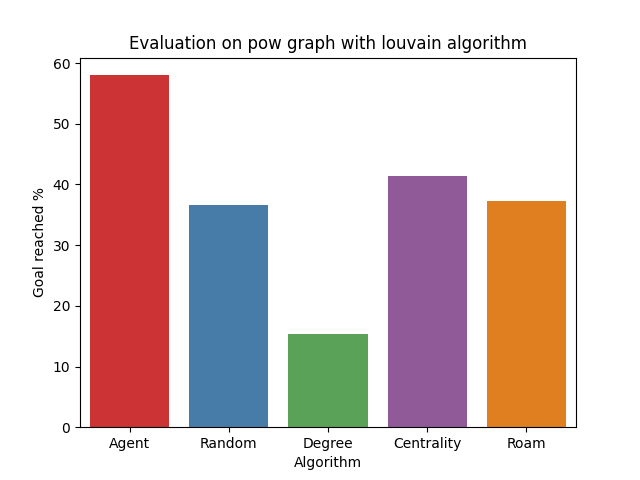 Evaluation on pow graph with louvain algorithm
Goal reached %
60
50
40
30
20
10
0
Agent Random Degree Centrality Roam
Algorithm